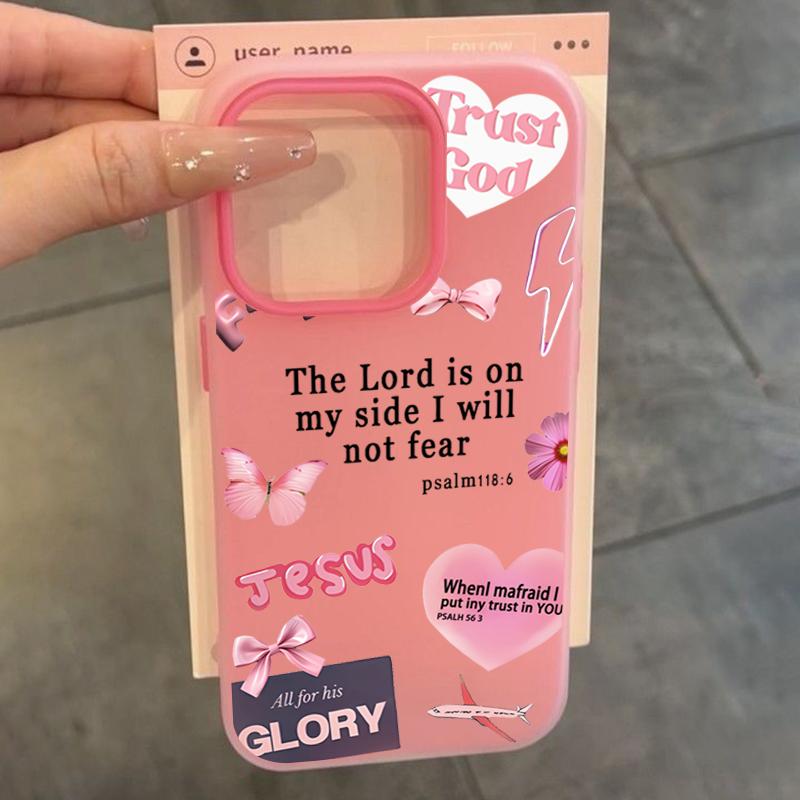 user_name
FOLLOW
Trust
God
The Lord is on
my side I will
not fear
psalm118:6
Jesus
WhenI mafraid I
put iny trust in YOU
PSALH 56 3
All for his
GLORY